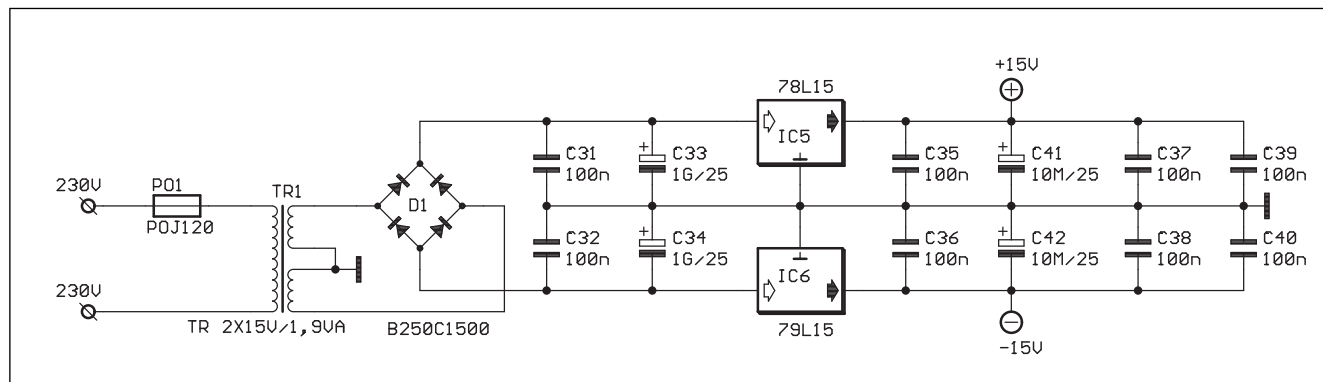 +15V
78L15
IC5
C31
100n
+
C33
1G/25
C35
100n
+
C41
10M/25
C37
100n
C39
100n
230V
PO1
POJ120
TR1
D1
C32
100n
+
C34
1G/25
IC6
C36
100n
+
C42
10M/25
C38
100n
C40
100n
230V
TR 2X15V/1,9VA
B250C1500
79L15
-15V